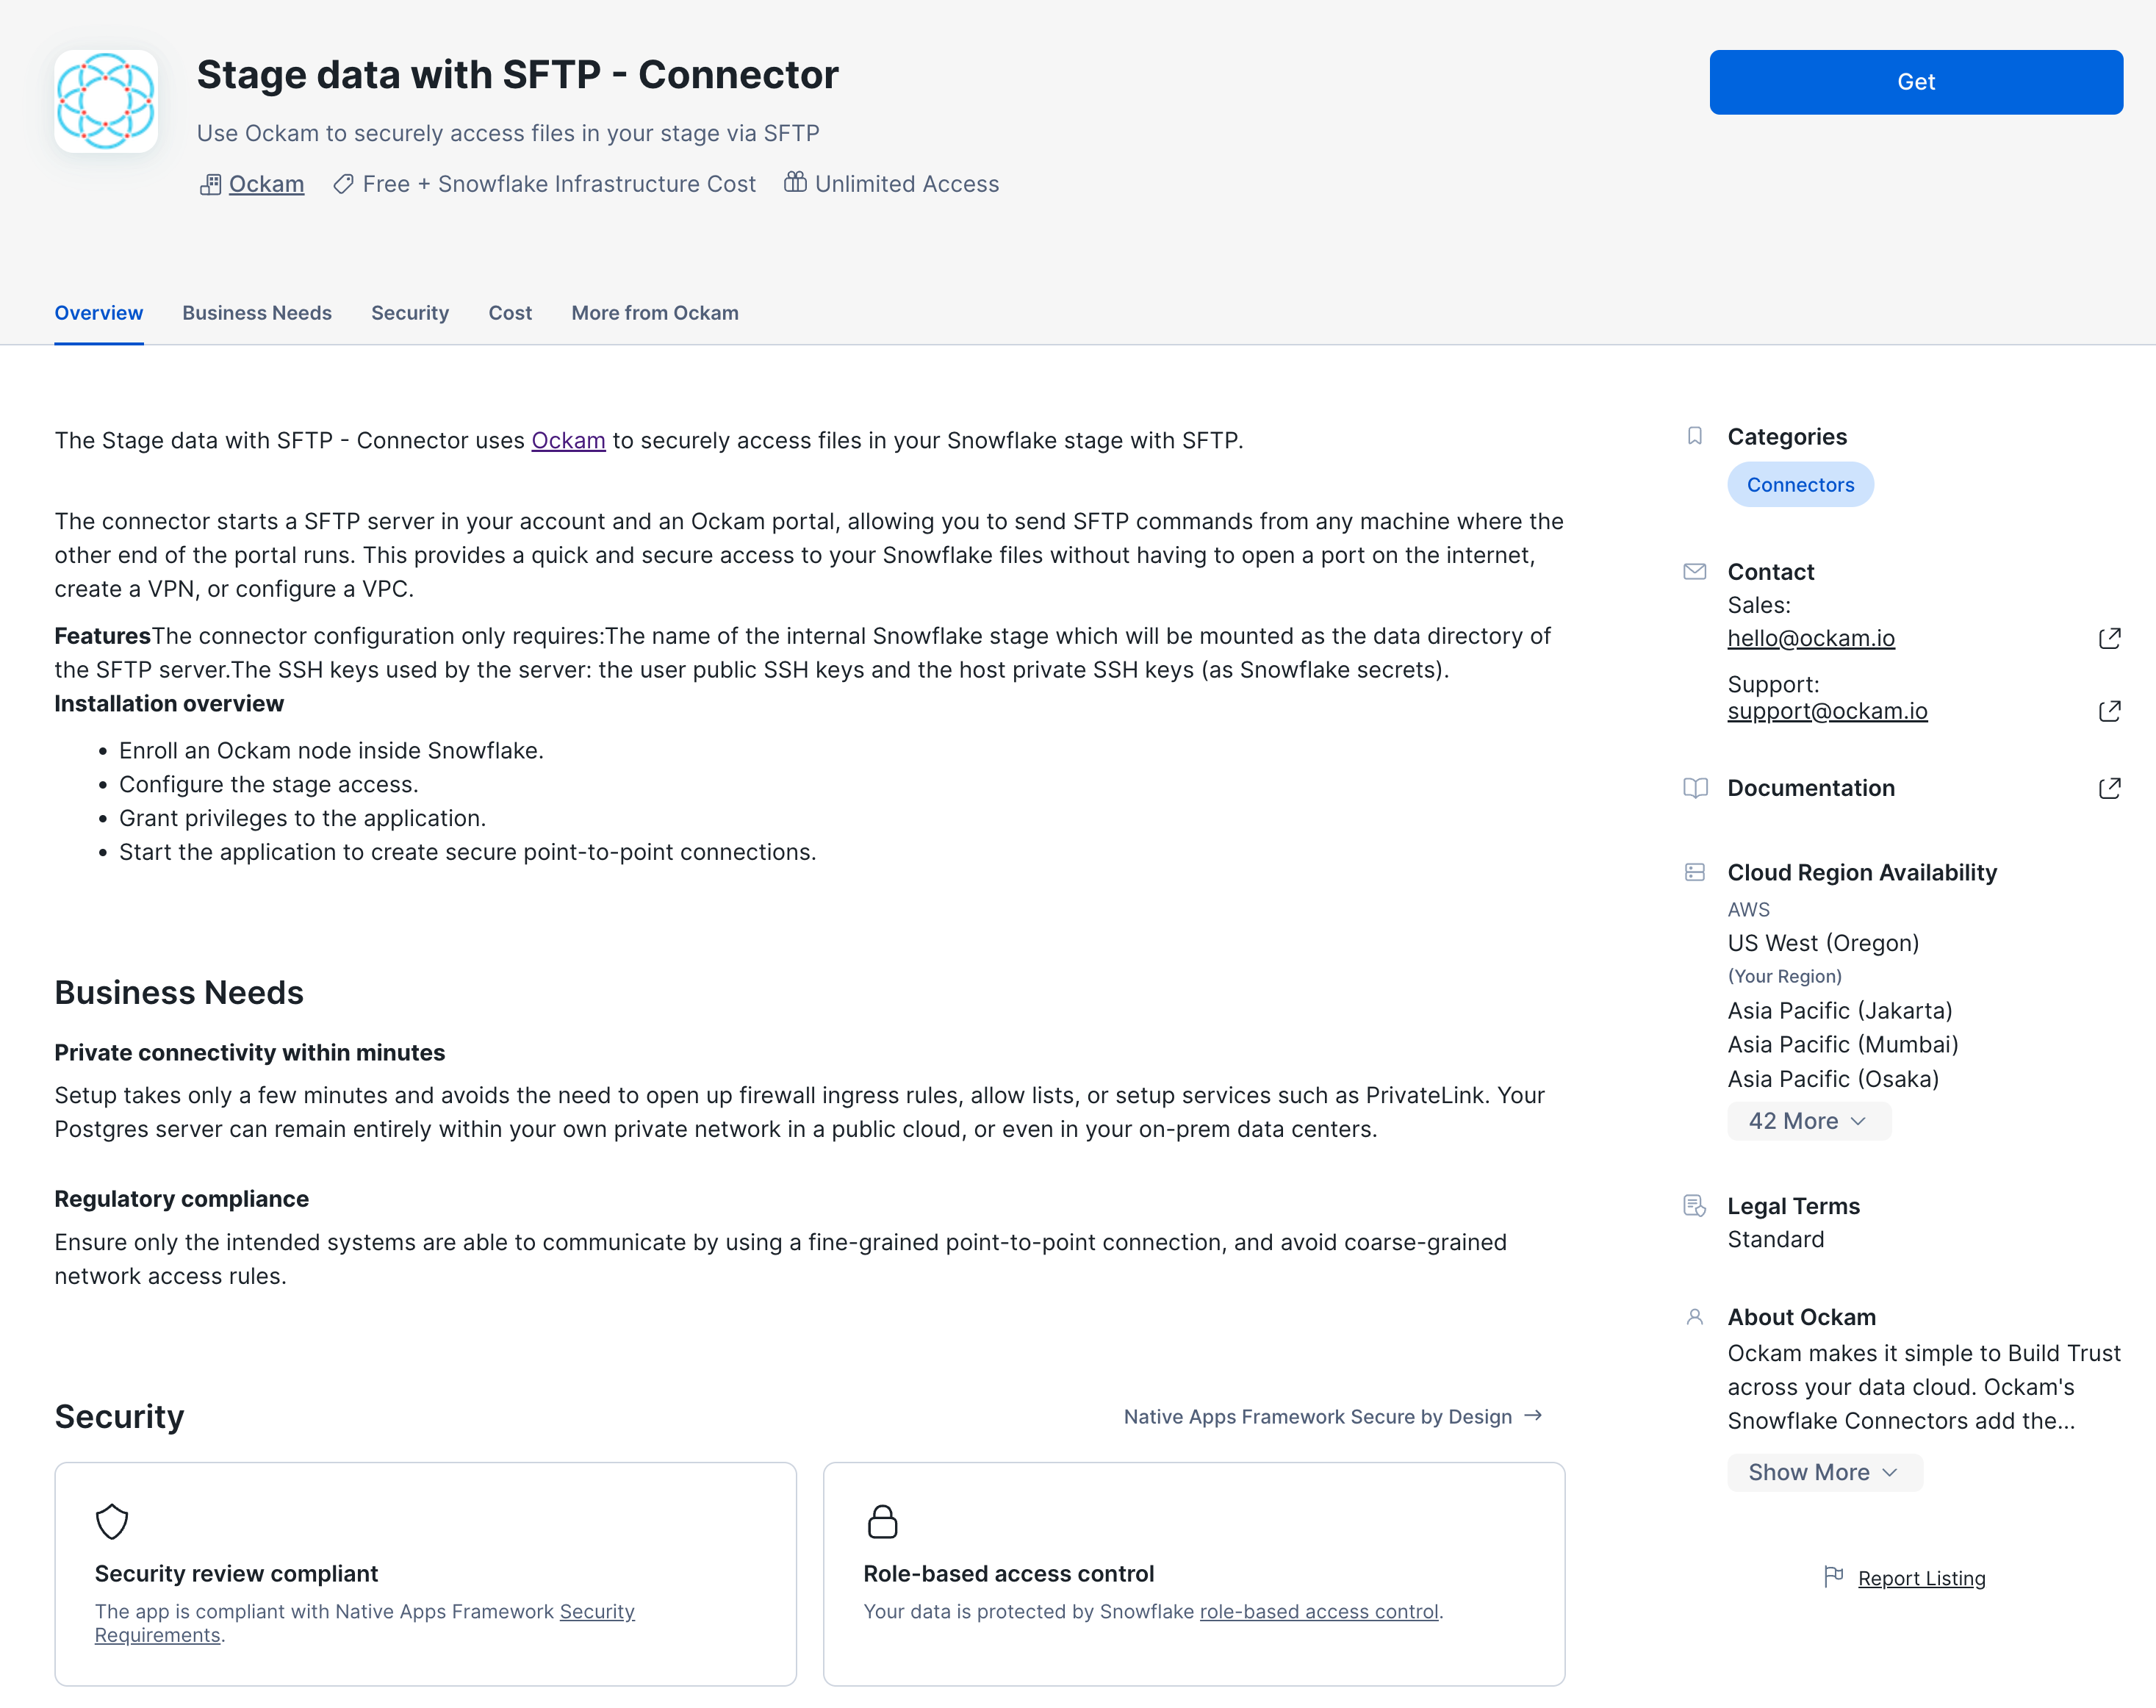 Stage data with SFTP - Connector
Get
Use Ockam to securely access files in your stage via SFTP
Ockam Free + Snowflake Infrastructure Cost Unlimited Access
Overview Business Needs Security Cost More from Ockam
The Stage data with SFTP - Connector uses Ockam to securely access files in your Snowflake stage with SFTP.
The connector starts a SFTP server in your account and an Ockam portal, allowing you to send SFTP commands from any machine where the
other end of the portal runs. This provides a quick and secure access to your Snowflake files without having to open a port on the internet,
create a VPN, or configure a VPC.
FeaturesThe connector configuration only requires:The name of the internal Snowflake stage which will be mounted as the data directory of
the SFTP server.The SSH keys used by the server: the user public SSH keys and the host private SSH keys (as Snowflake secrets).
Installation overview
• Enroll an Ockam node inside Snowflake.
• Configure the stage access.
• Grant privileges to the application.
• Start the application to create secure point-to-point connections.
Business Needs
Private connectivity within minutes
Setup takes only a few minutes and avoids the need to open up firewall ingress rules, allow lists, or setup services such as PrivateLink. Your
Postgres server can remain entirely within your own private network in a public cloud, or even in your on-prem data centers.
Regulatory compliance
Ensure only the intended systems are able to communicate by using a fine-grained point-to-point connection, and avoid coarse-grained
network access rules.
Security
Native Apps Framework Secure by Design →
Security review compliant
The app is compliant with Native Apps Framework Security
Requirements.
Role-based access control
Your data is protected by Snowflake role-based access control.
Categories
Connectors
Contact
Sales:
hello@ockam.io
Support:
support@ockam.io
Documentation
Cloud Region Availability
AWS
US West (Oregon)
(Your Region)
Asia Pacific (Jakarta)
Asia Pacific (Mumbai)
Asia Pacific (Osaka)
42 More
Legal Terms
Standard
About Ockam
Ockam makes it simple to Build Trust
across your data cloud. Ockam's
Snowflake Connectors add the...
Show More
Report Listing